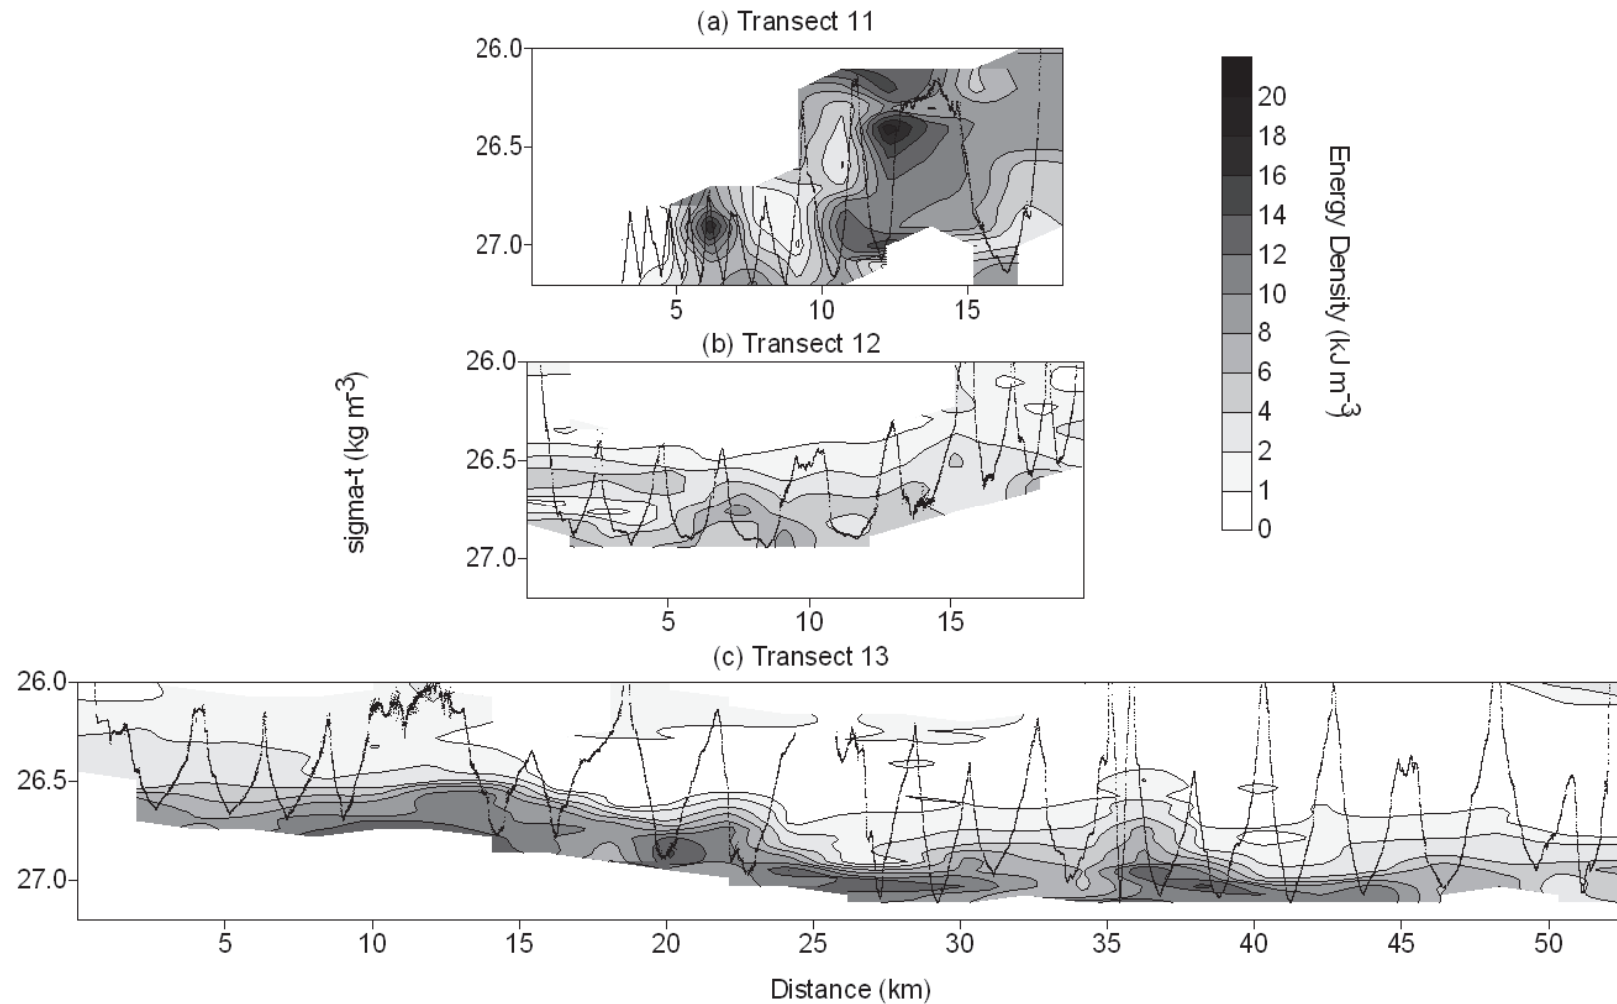 (a) Transect 11
26.0
26.5
27.0
5 10 15
20
18
16
14
12
10
8
6
4
2
1
0
Energy Density (kJ m-3)
(b) Transect 12
26.0
26.5
27.0
5 10 15
sigma-t (kg m-3)
(c) Transect 13
26.0
26.5
27.0
5 10 15 20 25 30 35 40 45 50
Distance (km)